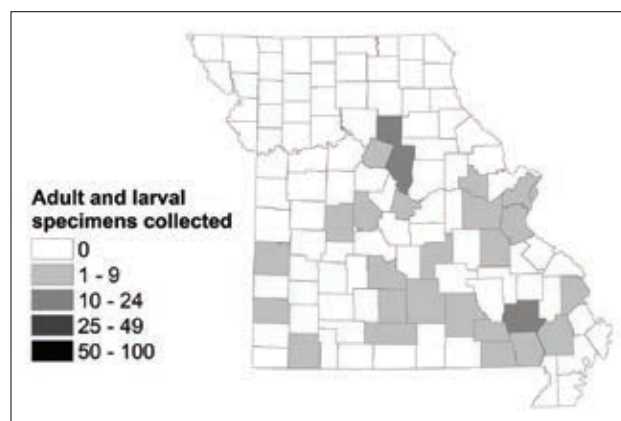 Adult and larval
specimens collected
0
1 - 9
10 - 24
25 - 49
50 - 100